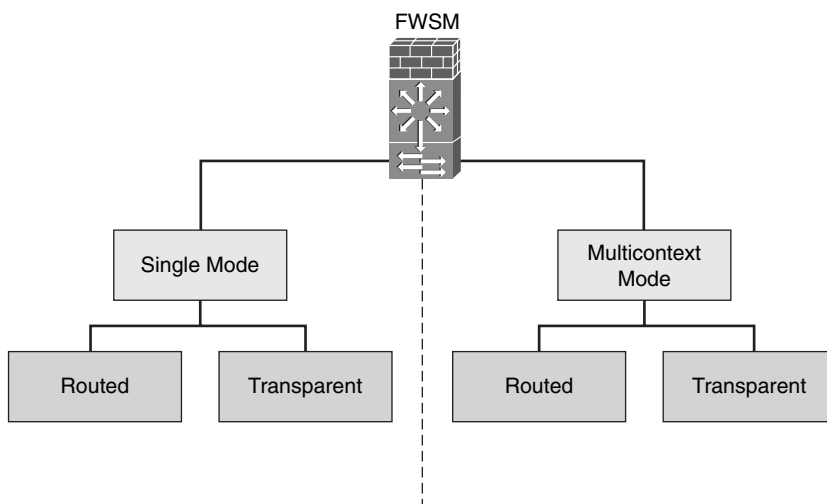 FWSM
Single Mode
Multicontext
Mode
Routed
Transparent
Routed
Transparent